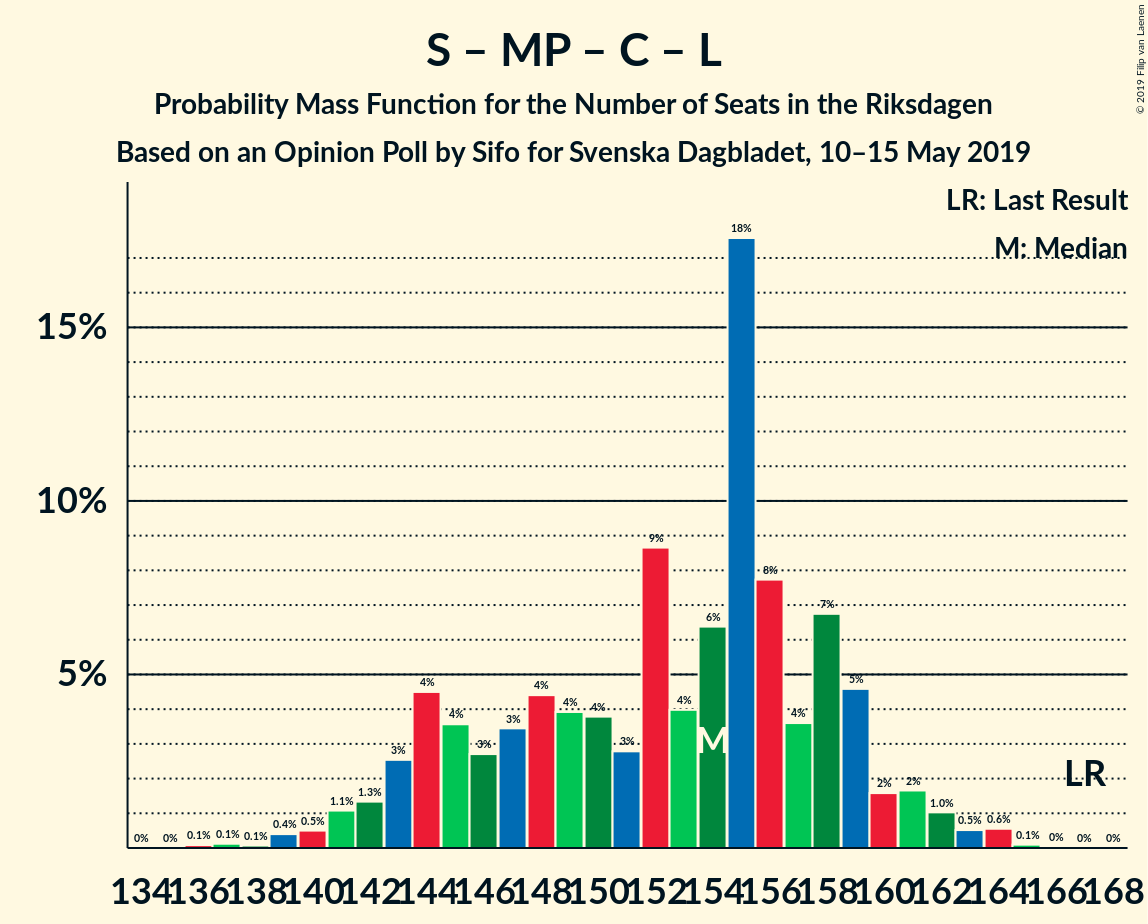 S – MP – C – L
Probability Mass Function for the Number of Seats in the Riksdagen
Based on an Opinion Poll by Sifo for Svenska Dagbladet, 10–15 May 2019
© 2019 Filip van Laenen
LR: Last Result
M: Median
15%
10%
5%
0% 0% 0.1% 0.1% 0.1% 0.4% 0.5% 1.1% 1.3% 3% 4% 4% 3% 3% 4% 4% 4% 3% 9% 4% 6% 18% 8% 4% 7% 5% 2% 2% 1.0% 0.5% 0.6% 0.1% 0% 0% 0%
M
LR
134 136 138 140 142 144 146 148 150 152 154 156 158 160 162 164 166 168